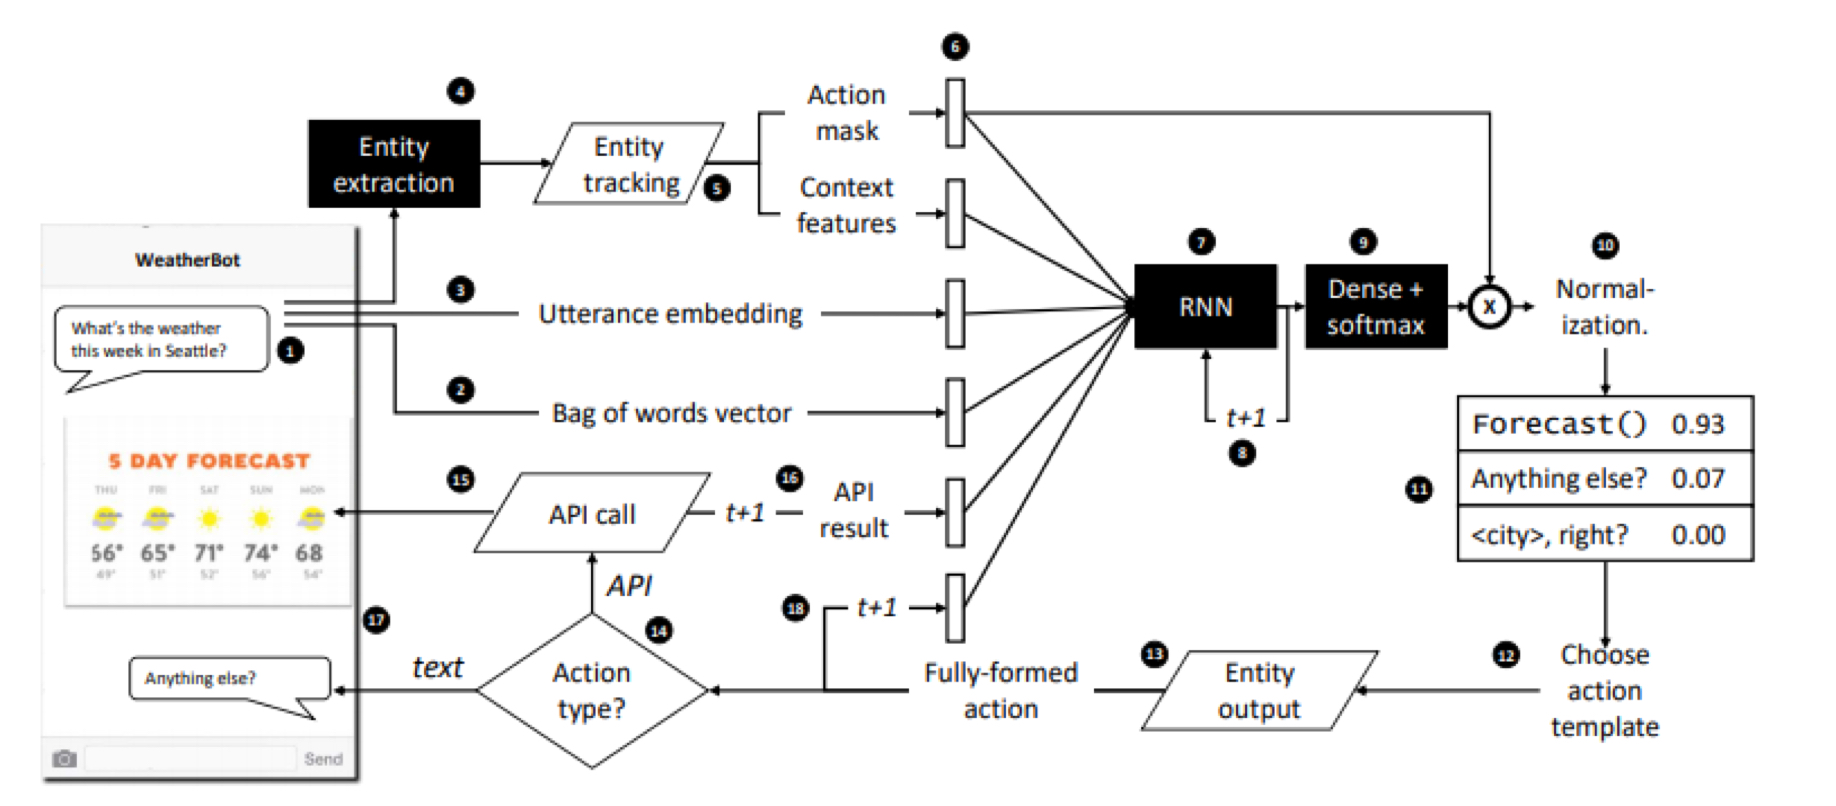 6
4
Action
mask
Entity
extraction
Entity
tracking
5
Context
features
WeatherBot
7
9
10
3
Utterance embedding
RNN
Dense +
softmax
X
Normal-
ization.
What's the weather
this week in Seattle?
1
2
Bag of words vector
t+1
8
Forecast() 0.93
Anything else? 0.07
<city>, right? 0.00
11
5 DAY FORECAST
THU FRI SAT SUN MON
56° 65° 71° 74° 68
49° 51° 52° 56° 54°
15
API call
16
t+1
API
result
API
18
t+1
17
14
text
Action
type?
Fully-formed
action
13
Entity
output
12
Choose
action
template
Anything else?
Send